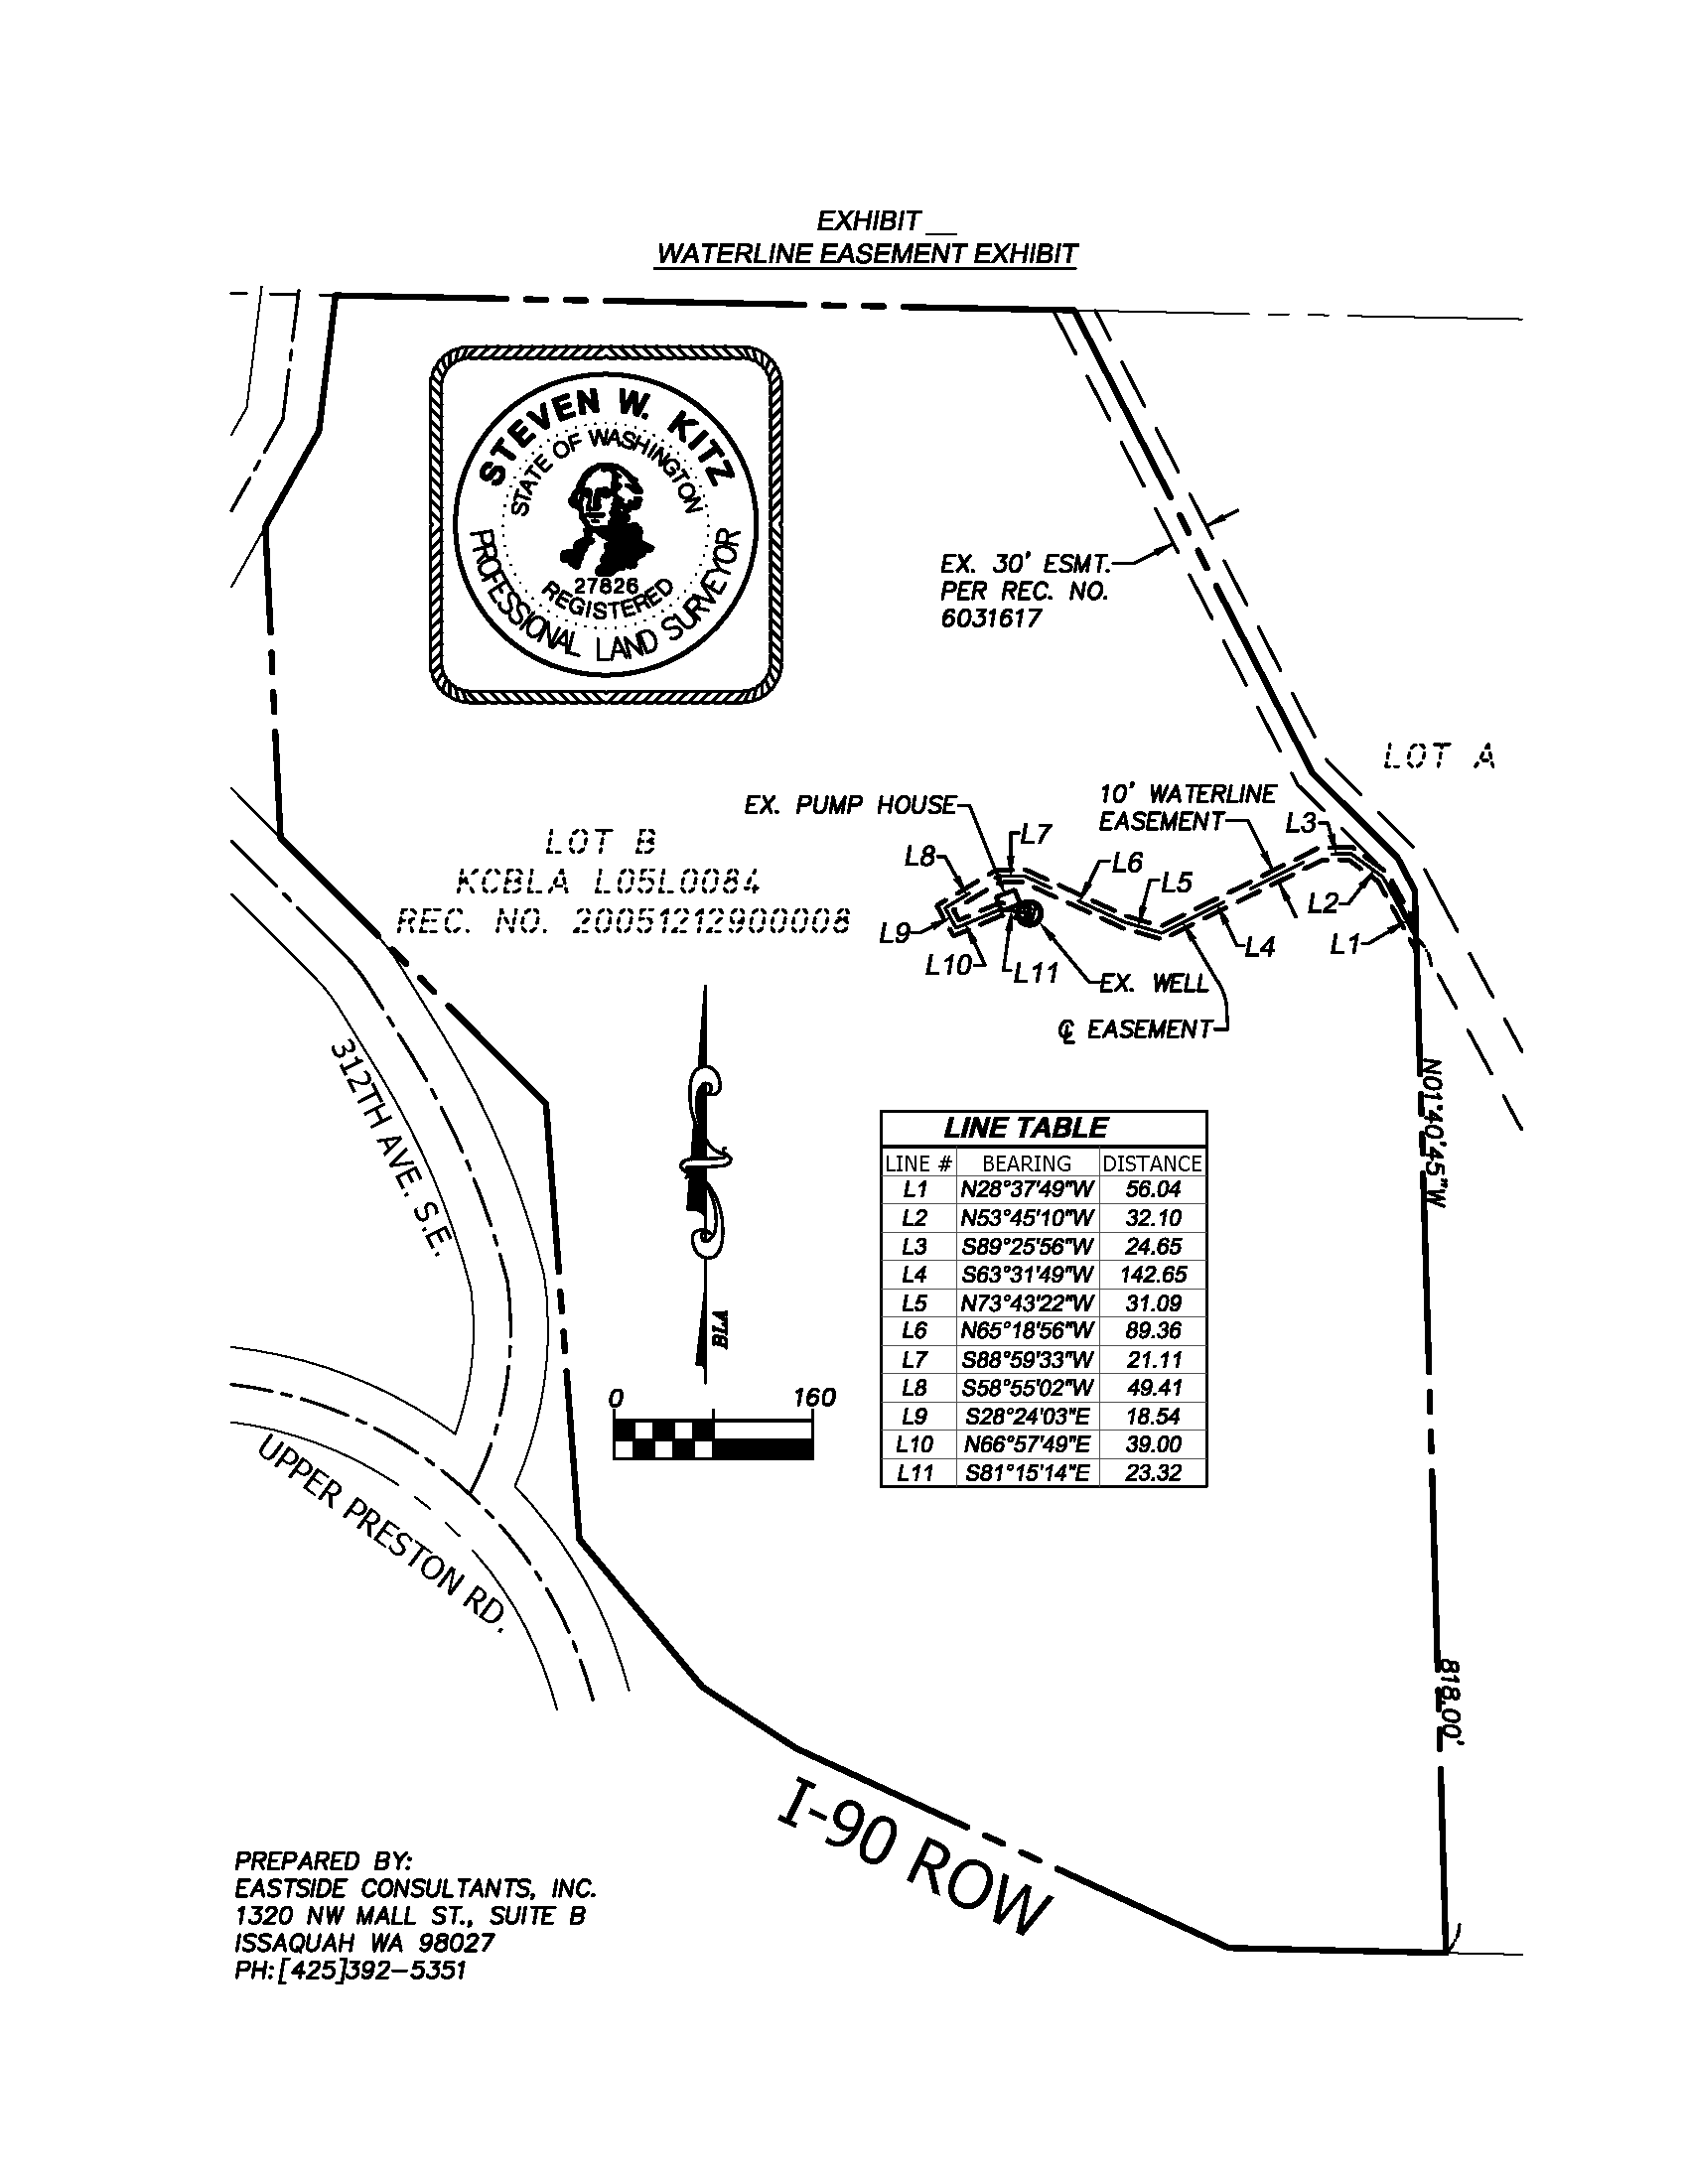 EXHIBIT __
WATERLINE EASEMENT EXHIBIT
STEVEN W. KITZ
STATE OF WASHINGTON
27826
REGISTERED
PROFESSIONAL LAND SURVEYOR
EX. 30' ESMT.
PER REC. NO.
6031617
LOT A
10' WATERLINE
EASEMENT
EX. PUMP HOUSE
LOT B
KCBLA L05L0084
REC. NO. 20051212900008
L7
L3
L8
L6
L5
L2
L9
L4
L1
L10
L11
EX. WELL
℄ EASEMENT
312TH AVE. S.E.
N01°40'45"W
LINE TABLE
LINE # BEARING DISTANCE
L1 N28°37'49"W 56.04
L2 N53°45'10"W 32.10
L3 S89°25'56"W 24.65
L4 S63°31'49"W 142.65
L5 N73°43'22"W 31.09
L6 N65°18'56"W 89.36
L7 S88°59'33"W 21.11
L8 S58°55'02"W 49.41
L9 S28°24'03"E 18.54
L10 N66°57'49"E 39.00
L11 S81°15'14"E 23.32
BLA
0 160
UPPER PRESTON RD.
818.00'
I-90 ROW
PREPARED BY:
EASTSIDE CONSULTANTS, INC.
1320 NW MALL ST., SUITE B
ISSAQUAH WA 98027
PH:[425]392-5351